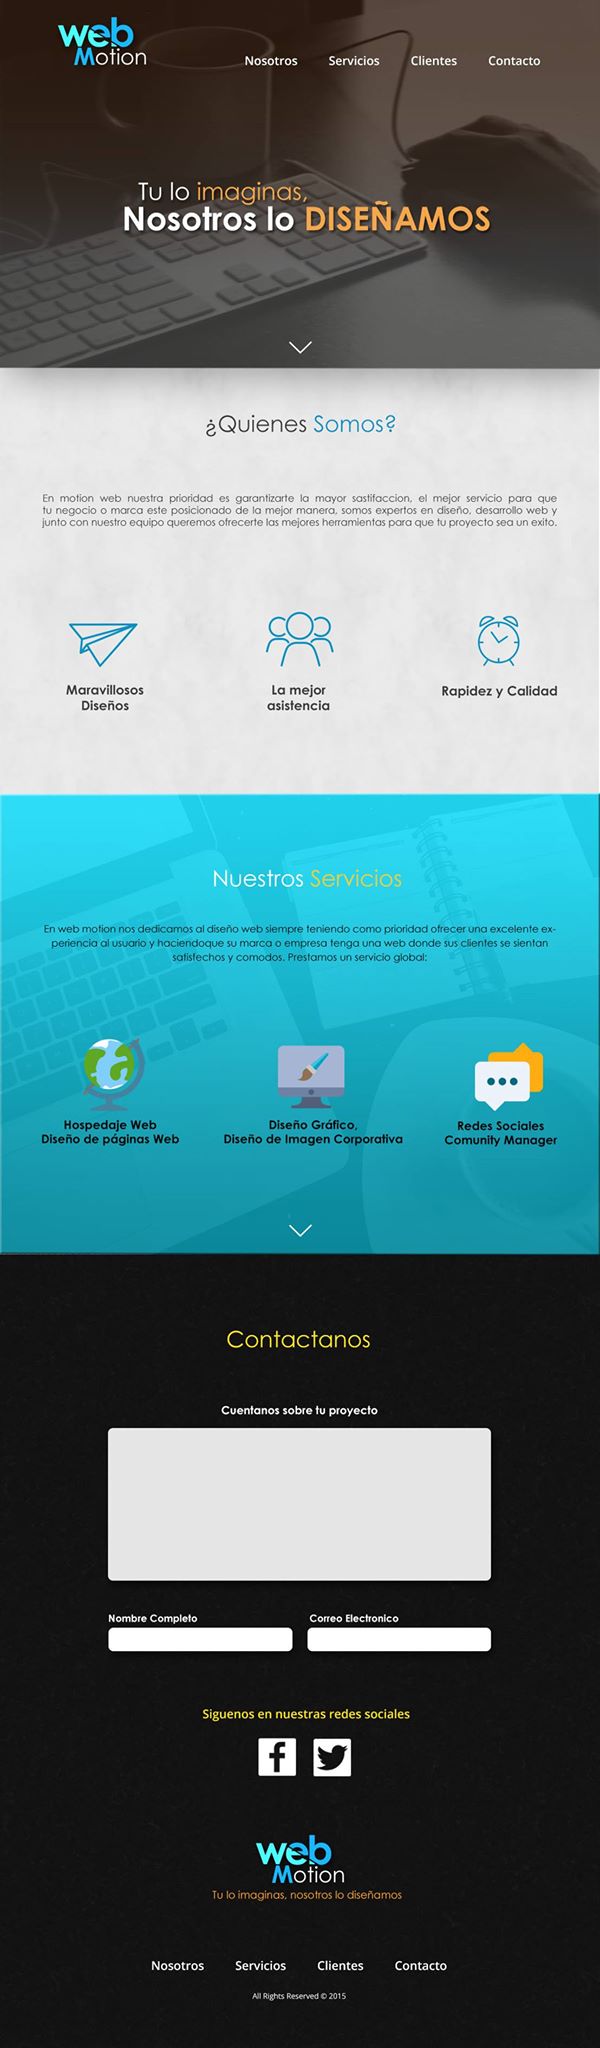 web
Motion
Nosotros
Servicios
Clientes
Contacto
Tu lo imaginas,
Nosotros lo DISEÑAMOS
¿Quienes Somos?
En motion web nuestra prioridad es garantizarte la mayor sastifaccion, el mejor servicio para que
tu negocio o marca este posicionado de la mejor manera, somos expertos en diseño, desarrollo web y
junto con nuestro equipo queremos ofrecerte las mejores herramientas para que tu proyecto sea un exito.
Maravillosos
Diseños
La mejor
asistencia
Rapidez y Calidad
Nuestros Servicios
En web motion nos dedicamos al diseño web siempre teniendo como prioridad ofrecer una excelente ex-
periencia al usuario y haciendoque su marca o empresa tenga una web donde sus clientes se sientan
satisfechos y comodos. Prestamos un servicio global:
Hospedaje Web
Diseño de páginas Web
Diseño Gráfico,
Diseño de Imagen Corporativa
Redes Sociales
Comunity Manager
Contactanos
Cuentanos sobre tu proyecto
Nombre Completo
Correo Electronico
Siguenos en nuestras redes sociales
web
Motion
Tu lo imaginas, nosotros lo diseñamos
Nosotros
Servicios
Clientes
Contacto
All Rights Reserved © 2015